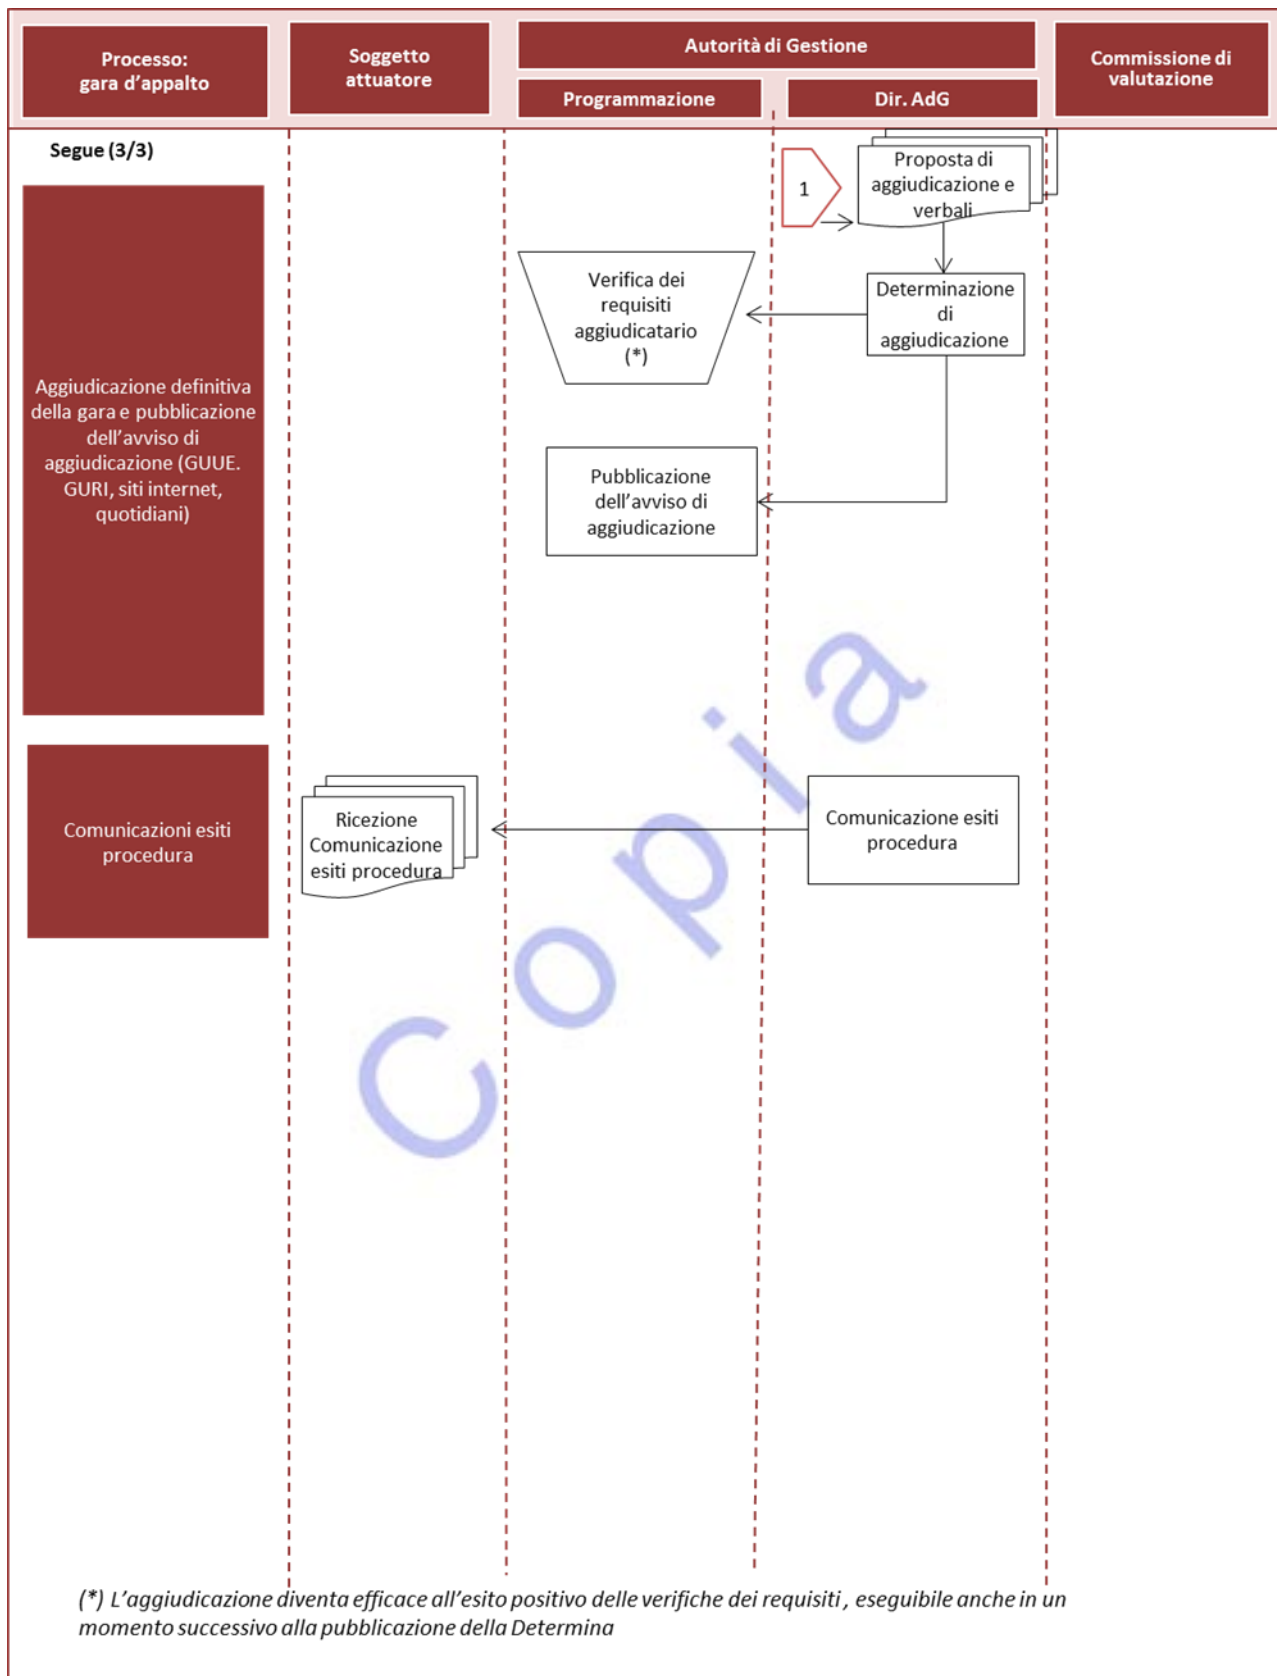 Processo:
gara d'appalto
Soggetto
attuatore
Autorità di Gestione
Programmazione
Dir. AdG
Commissione di
valutazione
Segue (3/3)
Aggiudicazione definitiva
della gara e pubblicazione
dell'avviso di
aggiudicazione (GUUE.
GURI, siti internet,
quotidiani)
1
Proposta di
aggiudicazione e
verbali
Verifica dei
requisiti
aggiudicatario
(*)
Determinazione
di
aggiudicazione
Pubblicazione
dell'avviso di
aggiudicazione
Comunicazioni esiti
procedura
Ricezione
Comunicazione
esiti procedura
Comunicazione esiti
procedura
Copia
(*) L'aggiudicazione diventa efficace all'esito positivo delle verifiche dei requisiti , eseguibile anche in un
momento successivo alla pubblicazione della Determina